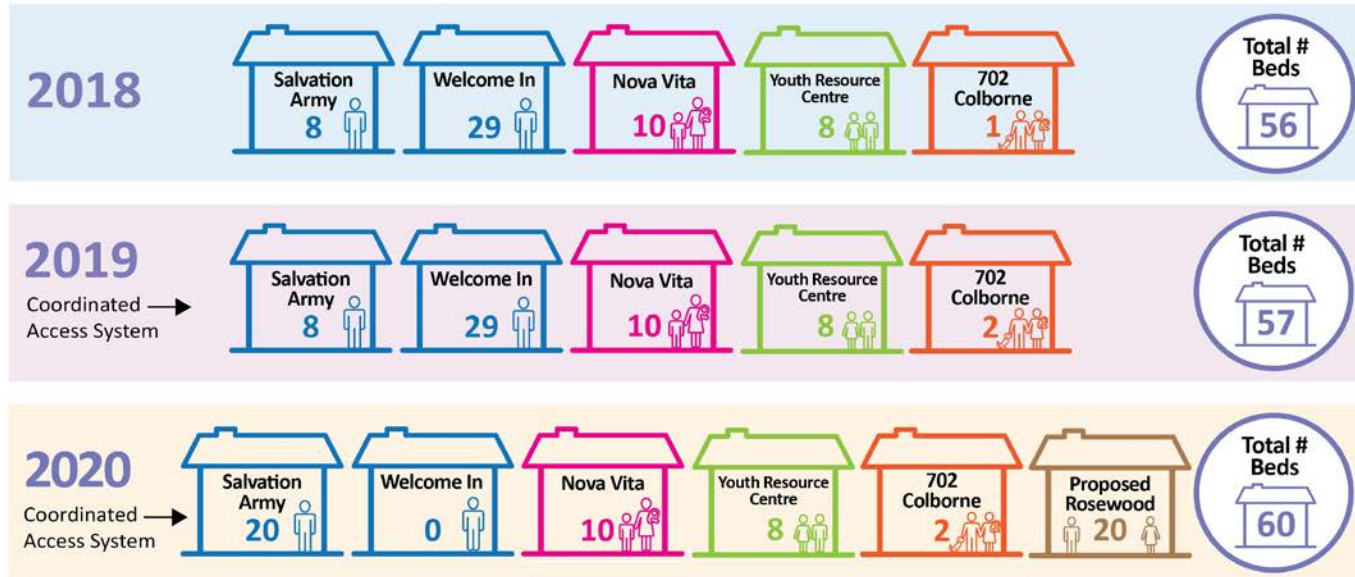 2018
Salvation
Army
8
Welcome In
29
Nova Vita
10
Youth Resource
Centre
8
702
Colborne
1
Total #
Beds
56
2019
Coordinated
Access System
Salvation
Army
8
Welcome In
29
Nova Vita
10
Youth Resource
Centre
8
702
Colborne
2
Total #
Beds
57
2020
Coordinated
Access System
Salvation
Army
20
Welcome In
0
Nova Vita
10
Youth Resource
Centre
8
702
Colborne
2
Proposed
Rosewood
20
Total #
Beds
60